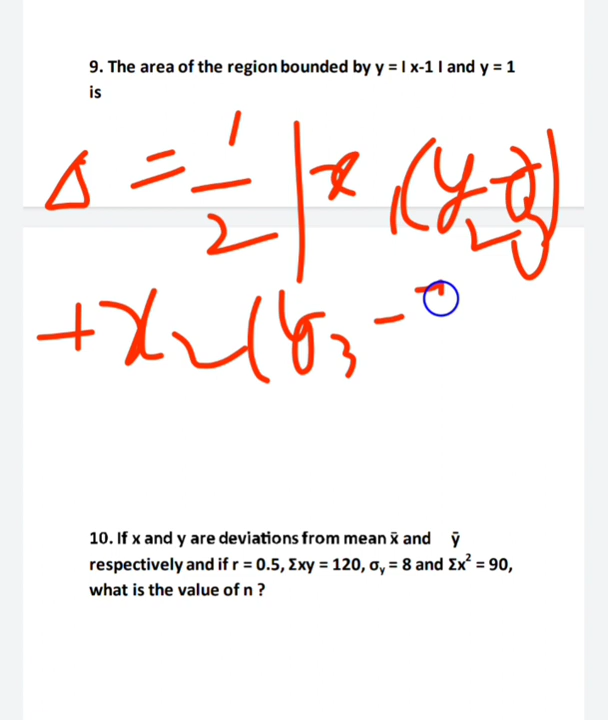 9. The area of the region bounded by y = I x-1 I and y = 1
is
Δ = 1/2 | x₁(y₂-y₃)
+x₂(y₃ -
10. If x and y are deviations from mean x̄ and ȳ
respectively and if r = 0.5, Σxy = 120, σy = 8 and Σx² = 90,
what is the value of n ?